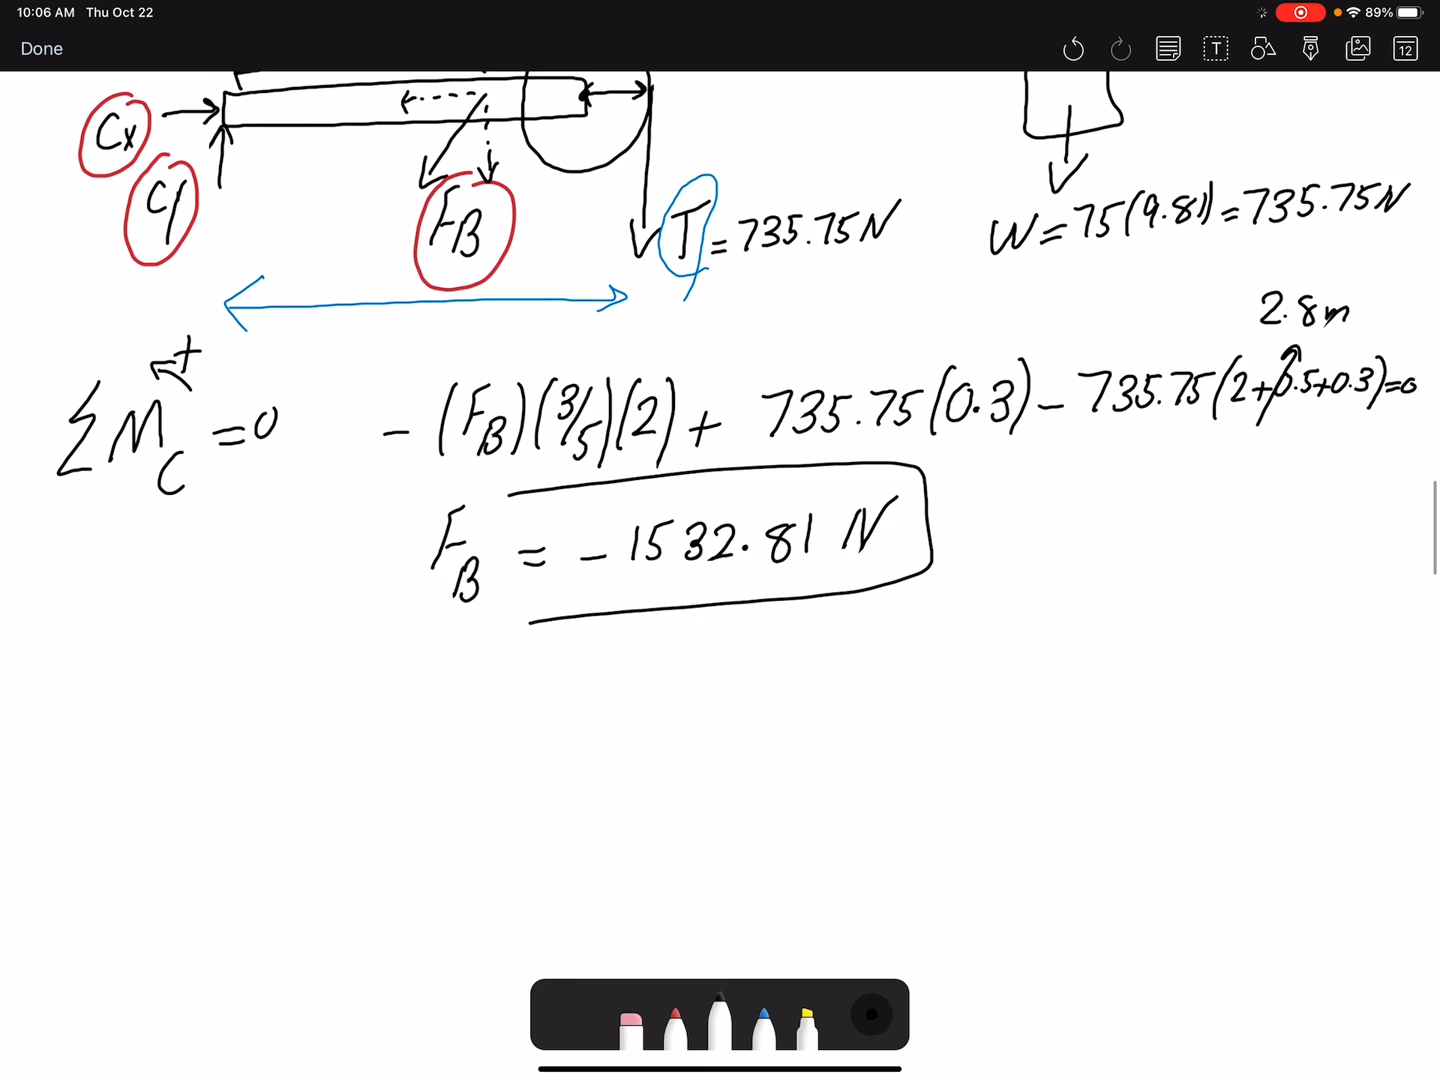 10:06 AM Thu Oct 22
89%
Done
T
12
Cx
Cy
FB
T = 735.75N
W = 75(9.81) = 735.75N
2.8m
+
ΣMC = 0 - (FB)(3/5)(2) + 735.75(0.3) - 735.75(2+0.5+0.3)=0
FB = - 1532.81 N